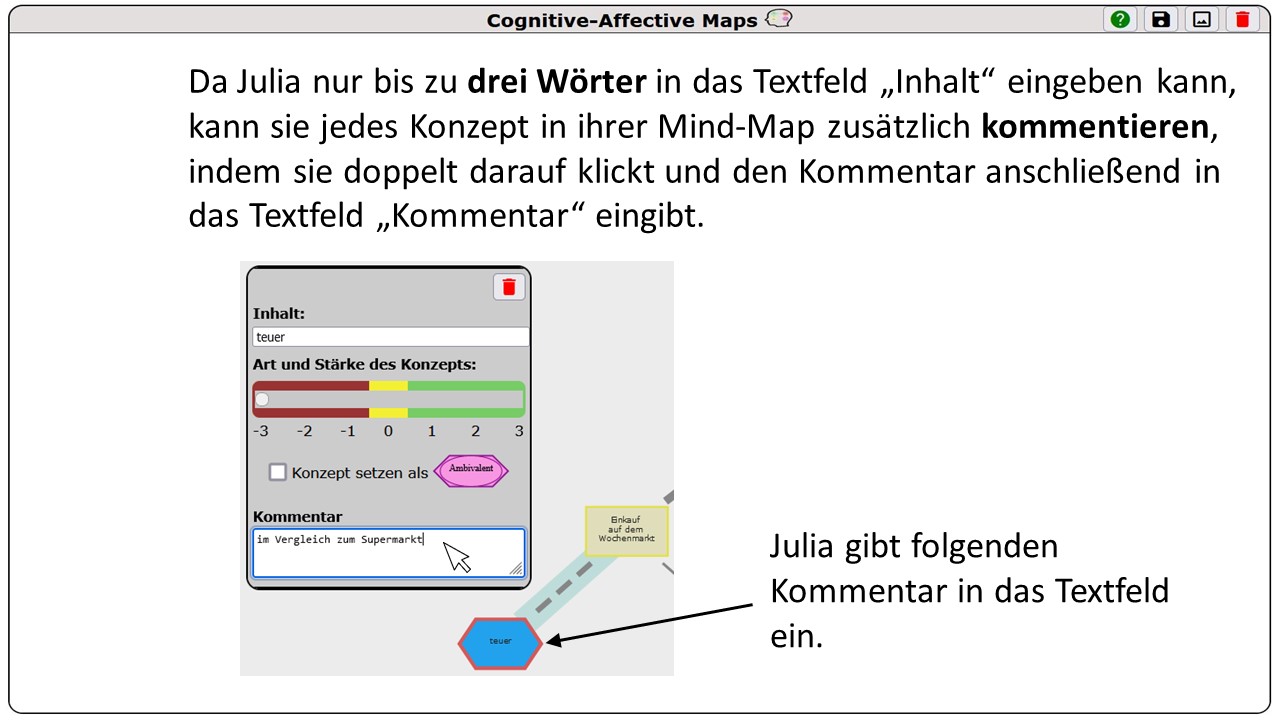 Cognitive-Affective Maps
Da Julia nur bis zu drei Wörter in das Textfeld „Inhalt“ eingeben kann,
kann sie jedes Konzept in ihrer Mind-Map zusätzlich kommentieren,
indem sie doppelt darauf klickt und den Kommentar anschließend in
das Textfeld „Kommentar“ eingibt.
Inhalt:
teuer
Art und Stärke des Konzepts:
-3 -2 -1 0 1 2 3
Konzept setzen als Ambivalent
Kommentar
im Vergleich zum Supermarkt
Einkauf
auf dem
Wochenmarkt
teuer
Julia gibt folgenden
Kommentar in das Textfeld
ein.